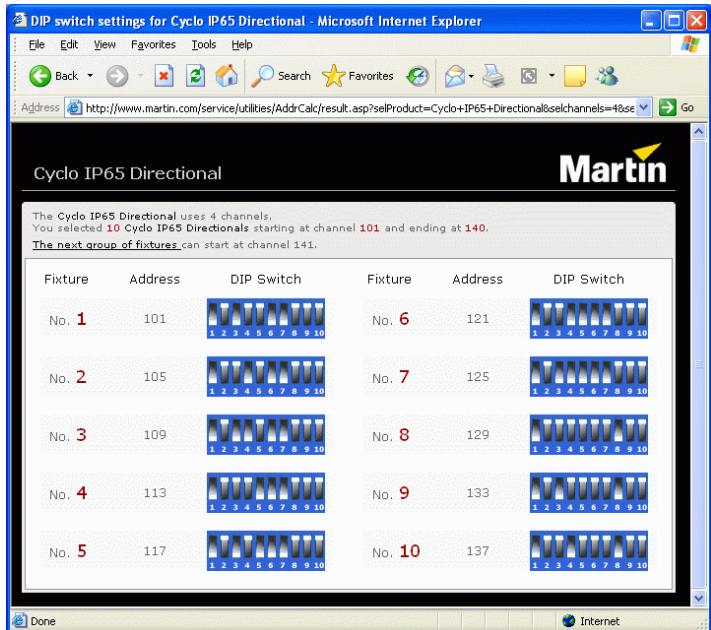 DIP switch settings for Cyclo IP65 Directional - Microsoft Internet Explorer
File Edit View Favorites Tools Help
Back Search Favorites
Address http://www.martin.com/service/utilities/AddrCalc/result.asp?selProduct=Cyclo+IP65+Directional&selchannels=4&se Go
Cyclo IP65 Directional Martin
The Cyclo IP65 Directional uses 4 channels.
You selected 10 Cyclo IP65 Directionals starting at channel 101 and ending at 140.
The next group of fixtures can start at channel 141.
Fixture Address DIP Switch Fixture Address DIP Switch
No. 1 101 No. 6 121
1 2 3 4 5 6 7 8 9 10 1 2 3 4 5 6 7 8 9 10
No. 2 105 No. 7 125
1 2 3 4 5 6 7 8 9 10 1 2 3 4 5 6 7 8 9 10
No. 3 109 No. 8 129
1 2 3 4 5 6 7 8 9 10 1 2 3 4 5 6 7 8 9 10
No. 4 113 No. 9 133
1 2 3 4 5 6 7 8 9 10 1 2 3 4 5 6 7 8 9 10
No. 5 117 No. 10 137
1 2 3 4 5 6 7 8 9 10 1 2 3 4 5 6 7 8 9 10
Done Internet